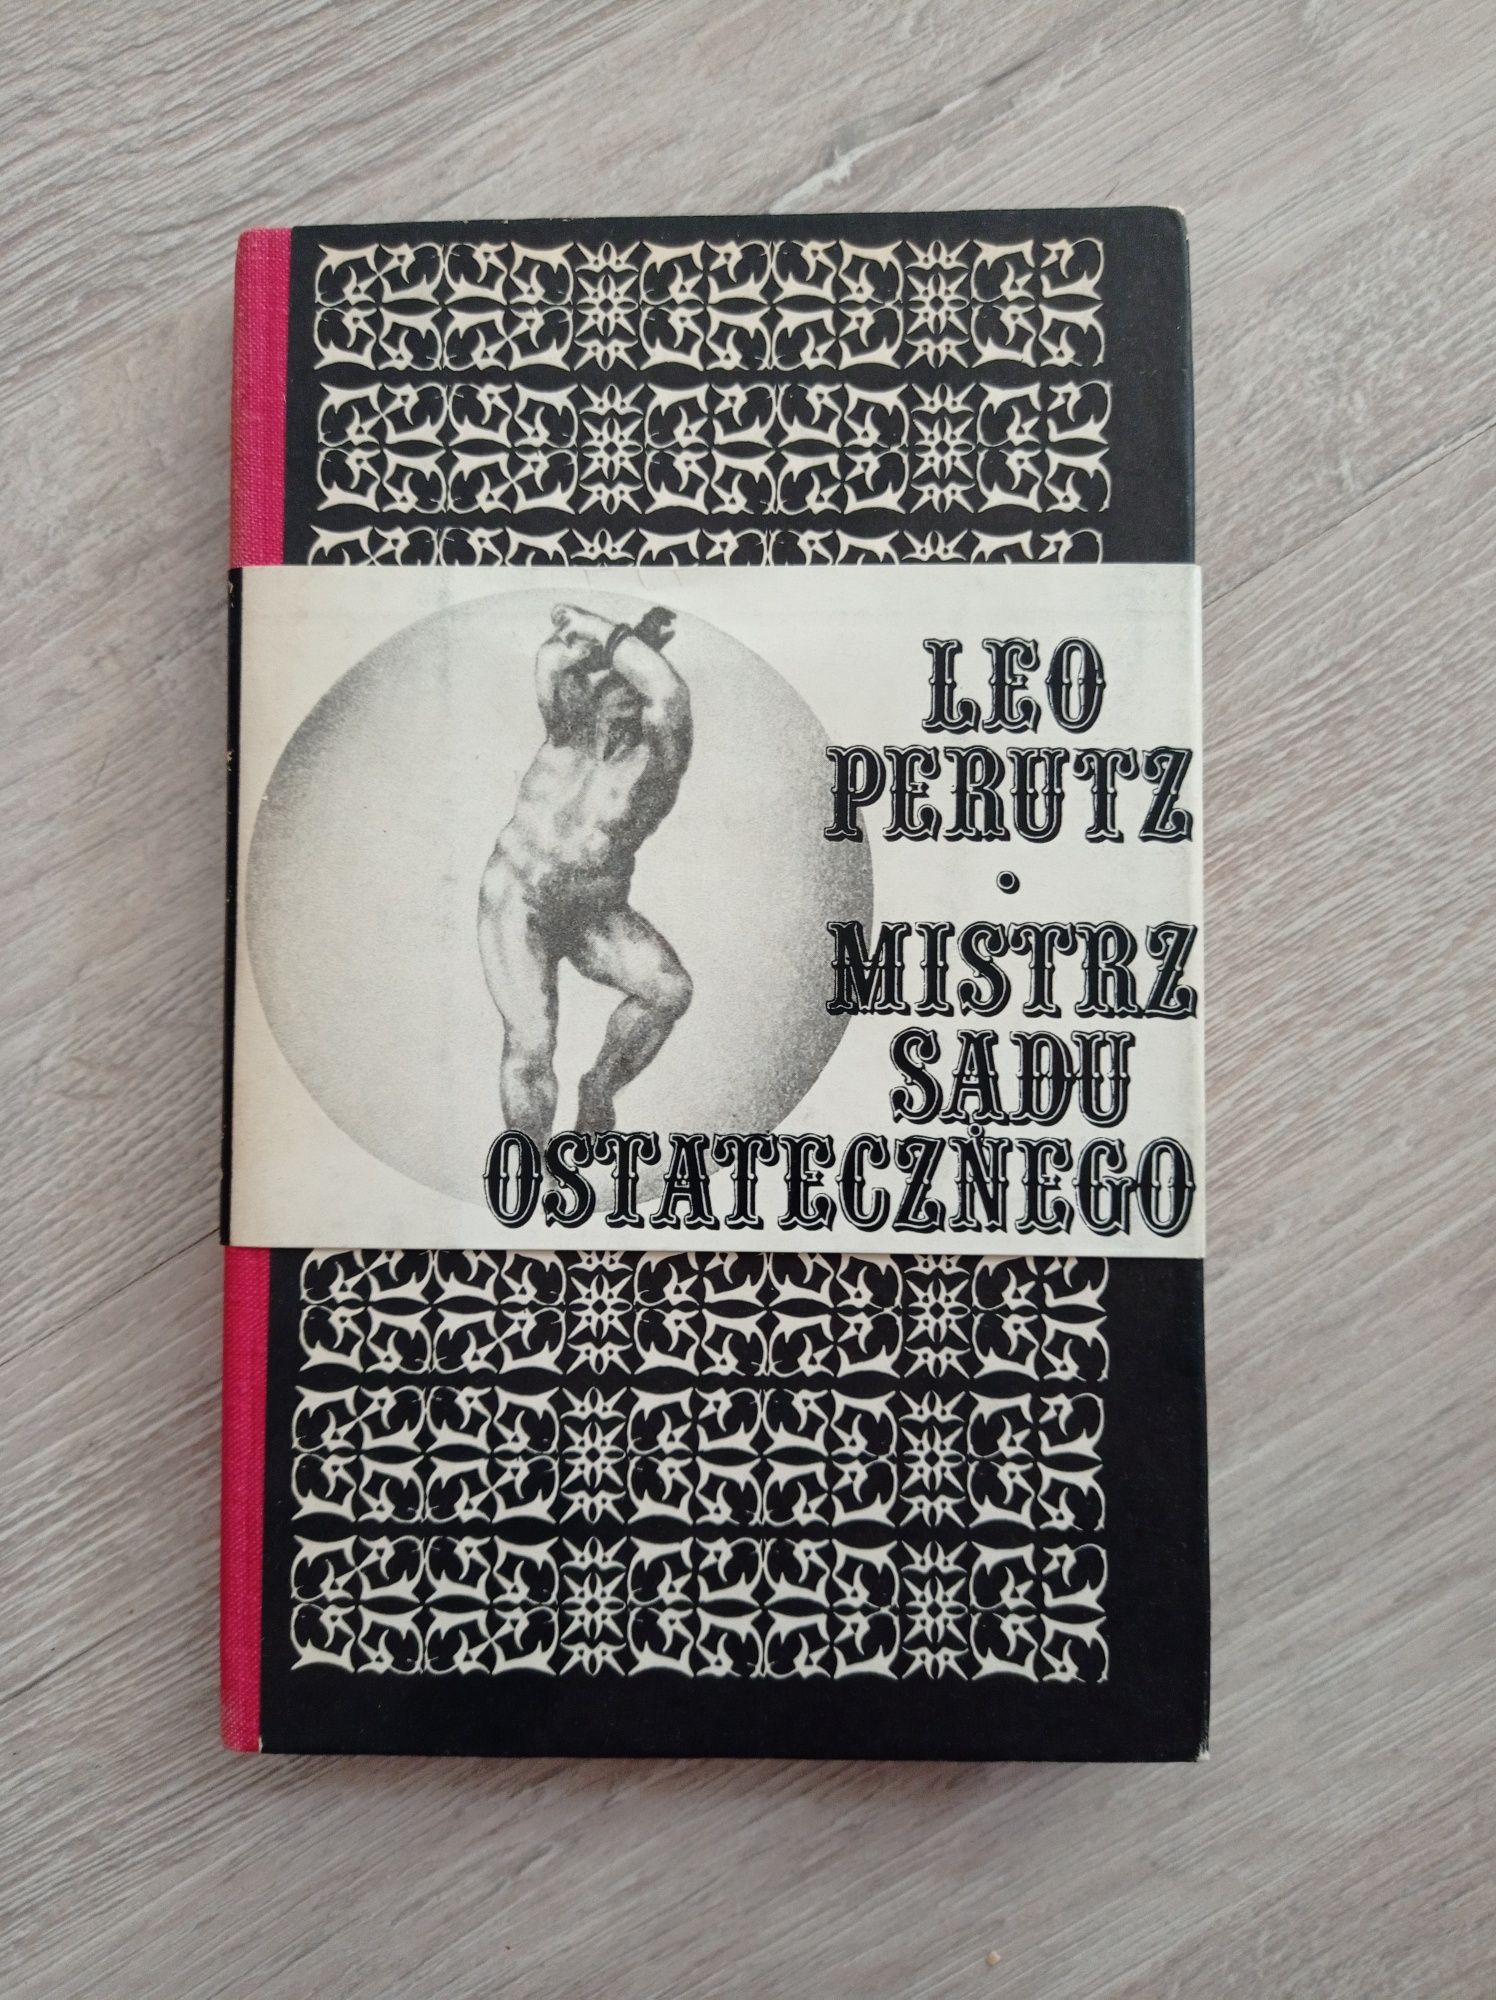 LEO
PERUTZ
•
MISTRZ
SĄDU
OSTATECZNEGO